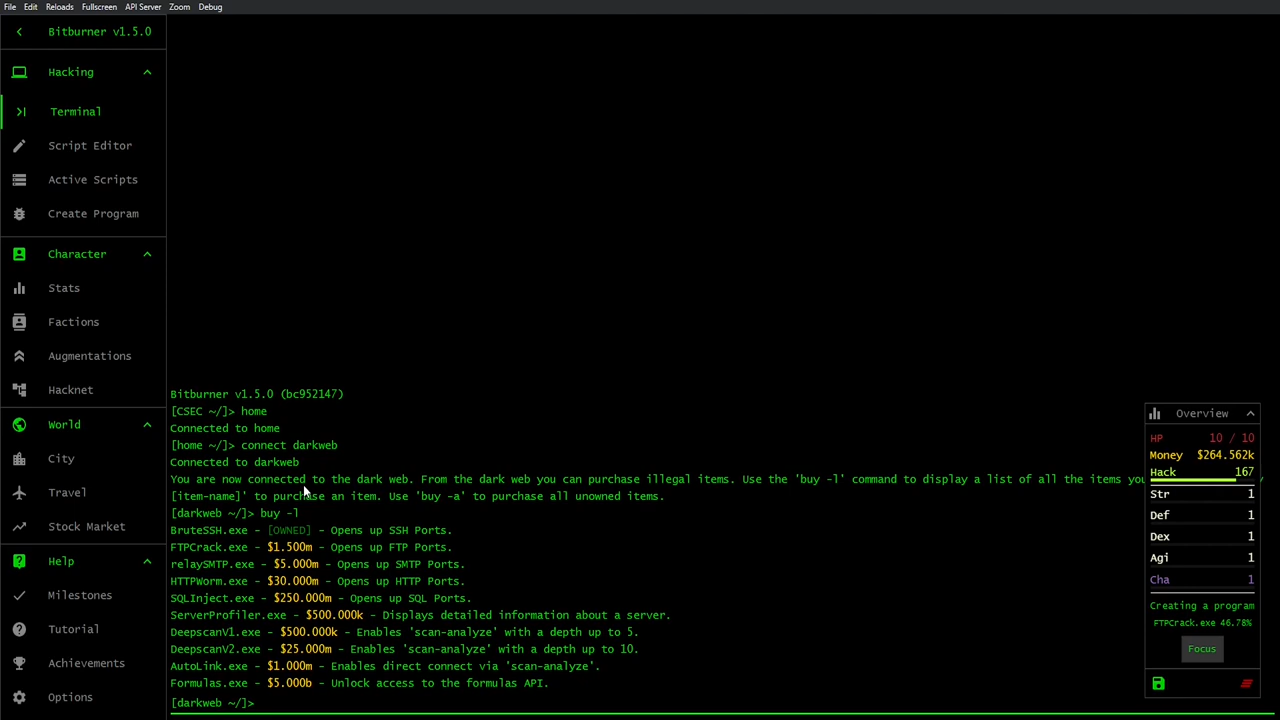 File Edit Reloads Fullscreen API Server Zoom Debug
Bitburner v1.5.0
Hacking
Terminal
Script Editor
Active Scripts
Create Program
Character
Stats
Factions
Augmentations
Hacknet
World
City
Travel
Stock Market
Help
Milestones
Tutorial
Achievements
Options
Bitburner v1.5.0 (bc952147)
[CSEC ~/]> home
Connected to home
[home ~/]> connect darkweb
Connected to darkweb
You are now connected to the dark web. From the dark web you can purchase illegal items. Use the 'buy -l' command to display a list of all the items you
[item-name]' to purchase an item. Use 'buy -a' to purchase all unowned items.
[darkweb ~/]> buy -l
BruteSSH.exe - [OWNED] - Opens up SSH Ports.
FTPCrack.exe - $1.500m - Opens up FTP Ports.
relaySMTP.exe - $5.000m - Opens up SMTP Ports.
HTTPWorm.exe - $30.000m - Opens up HTTP Ports.
SQLInject.exe - $250.000m - Opens up SQL Ports.
ServerProfiler.exe - $500.000k - Displays detailed information about a server.
DeepscanV1.exe - $500.000k - Enables 'scan-analyze' with a depth up to 5.
DeepscanV2.exe - $25.000m - Enables 'scan-analyze' with a depth up to 10.
AutoLink.exe - $1.000m - Enables direct connect via 'scan-analyze'.
Formulas.exe - $5.000b - Unlock access to the formulas API.
[darkweb ~/]>
Overview
HP 10 / 10
Money $264.562k
Hack 167
Str 1
Def 1
Dex 1
Agi 1
Cha 1
Creating a program
FTPCrack.exe 46.78%
Focus